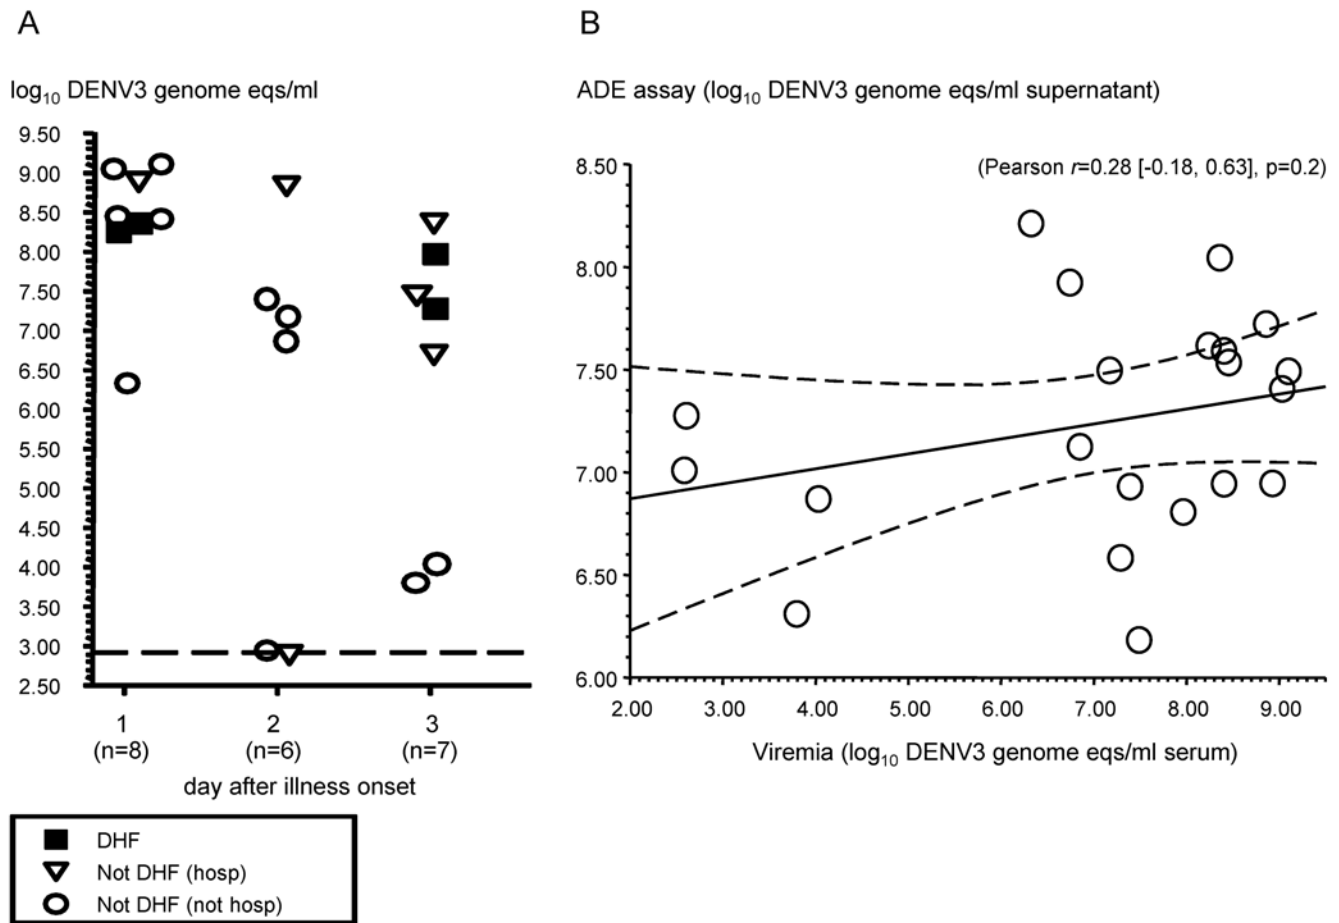 A
log₁₀ DENV3 genome eqs/ml
9.50
9.00
8.50
8.00
7.50
7.00
6.50
6.00
5.50
5.00
4.50
4.00
3.50
3.00
2.50
1 2 3
(n=8) (n=6) (n=7)
day after illness onset
DHF
Not DHF (hosp)
Not DHF (not hosp)
B
ADE assay (log₁₀ DENV3 genome eqs/ml supernatant)
(Pearson r=0.28 [-0.18, 0.63], p=0.2)
8.50
8.00
7.50
7.00
6.50
6.00
2.00 3.00 4.00 5.00 6.00 7.00 8.00 9.00
Viremia (log₁₀ DENV3 genome eqs/ml serum)